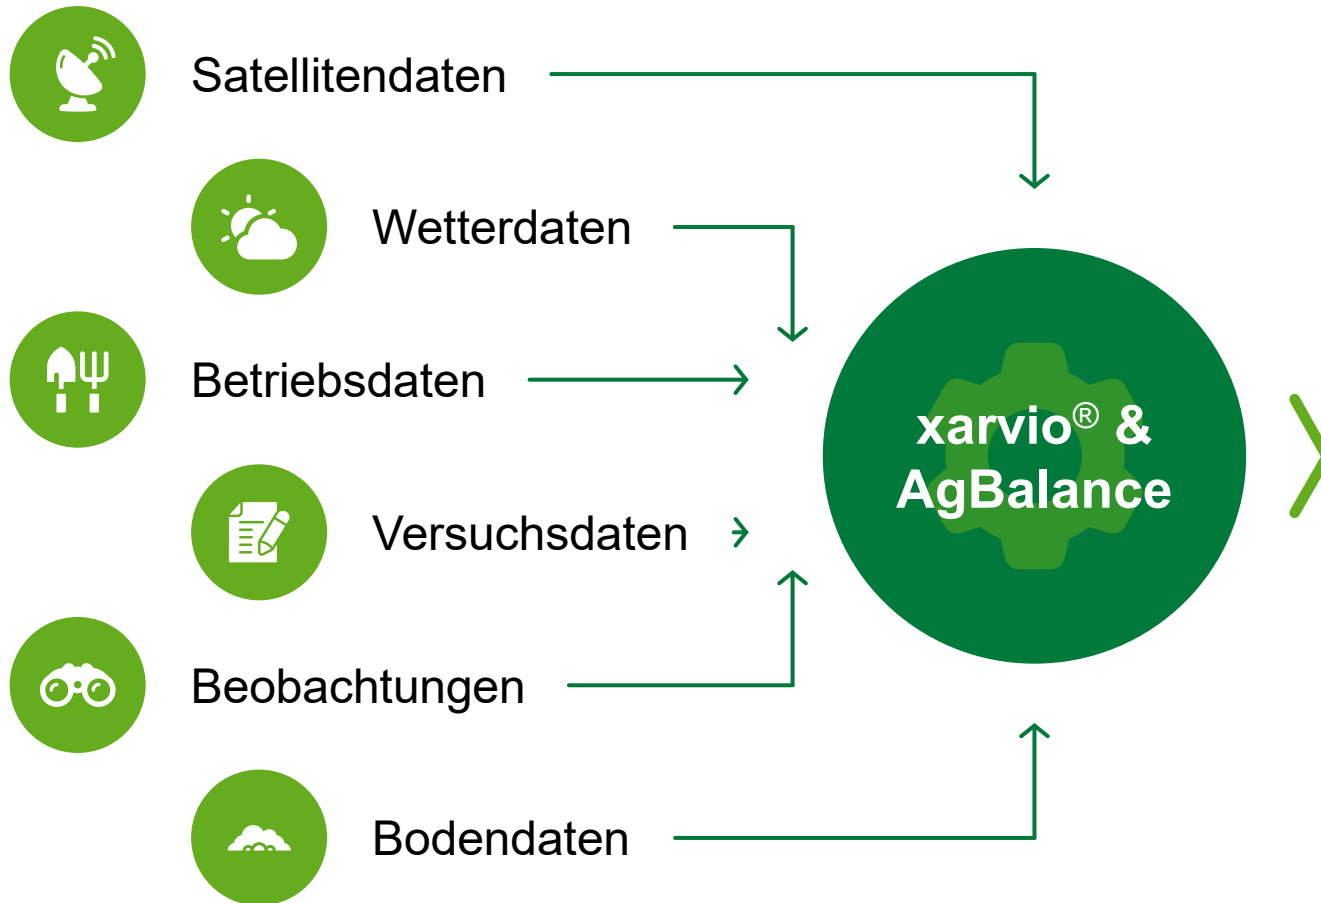 Satellitendaten
Wetterdaten
Betriebsdaten
xarvio® &
AgBalance
Versuchsdaten
Beobachtungen
Bodendaten